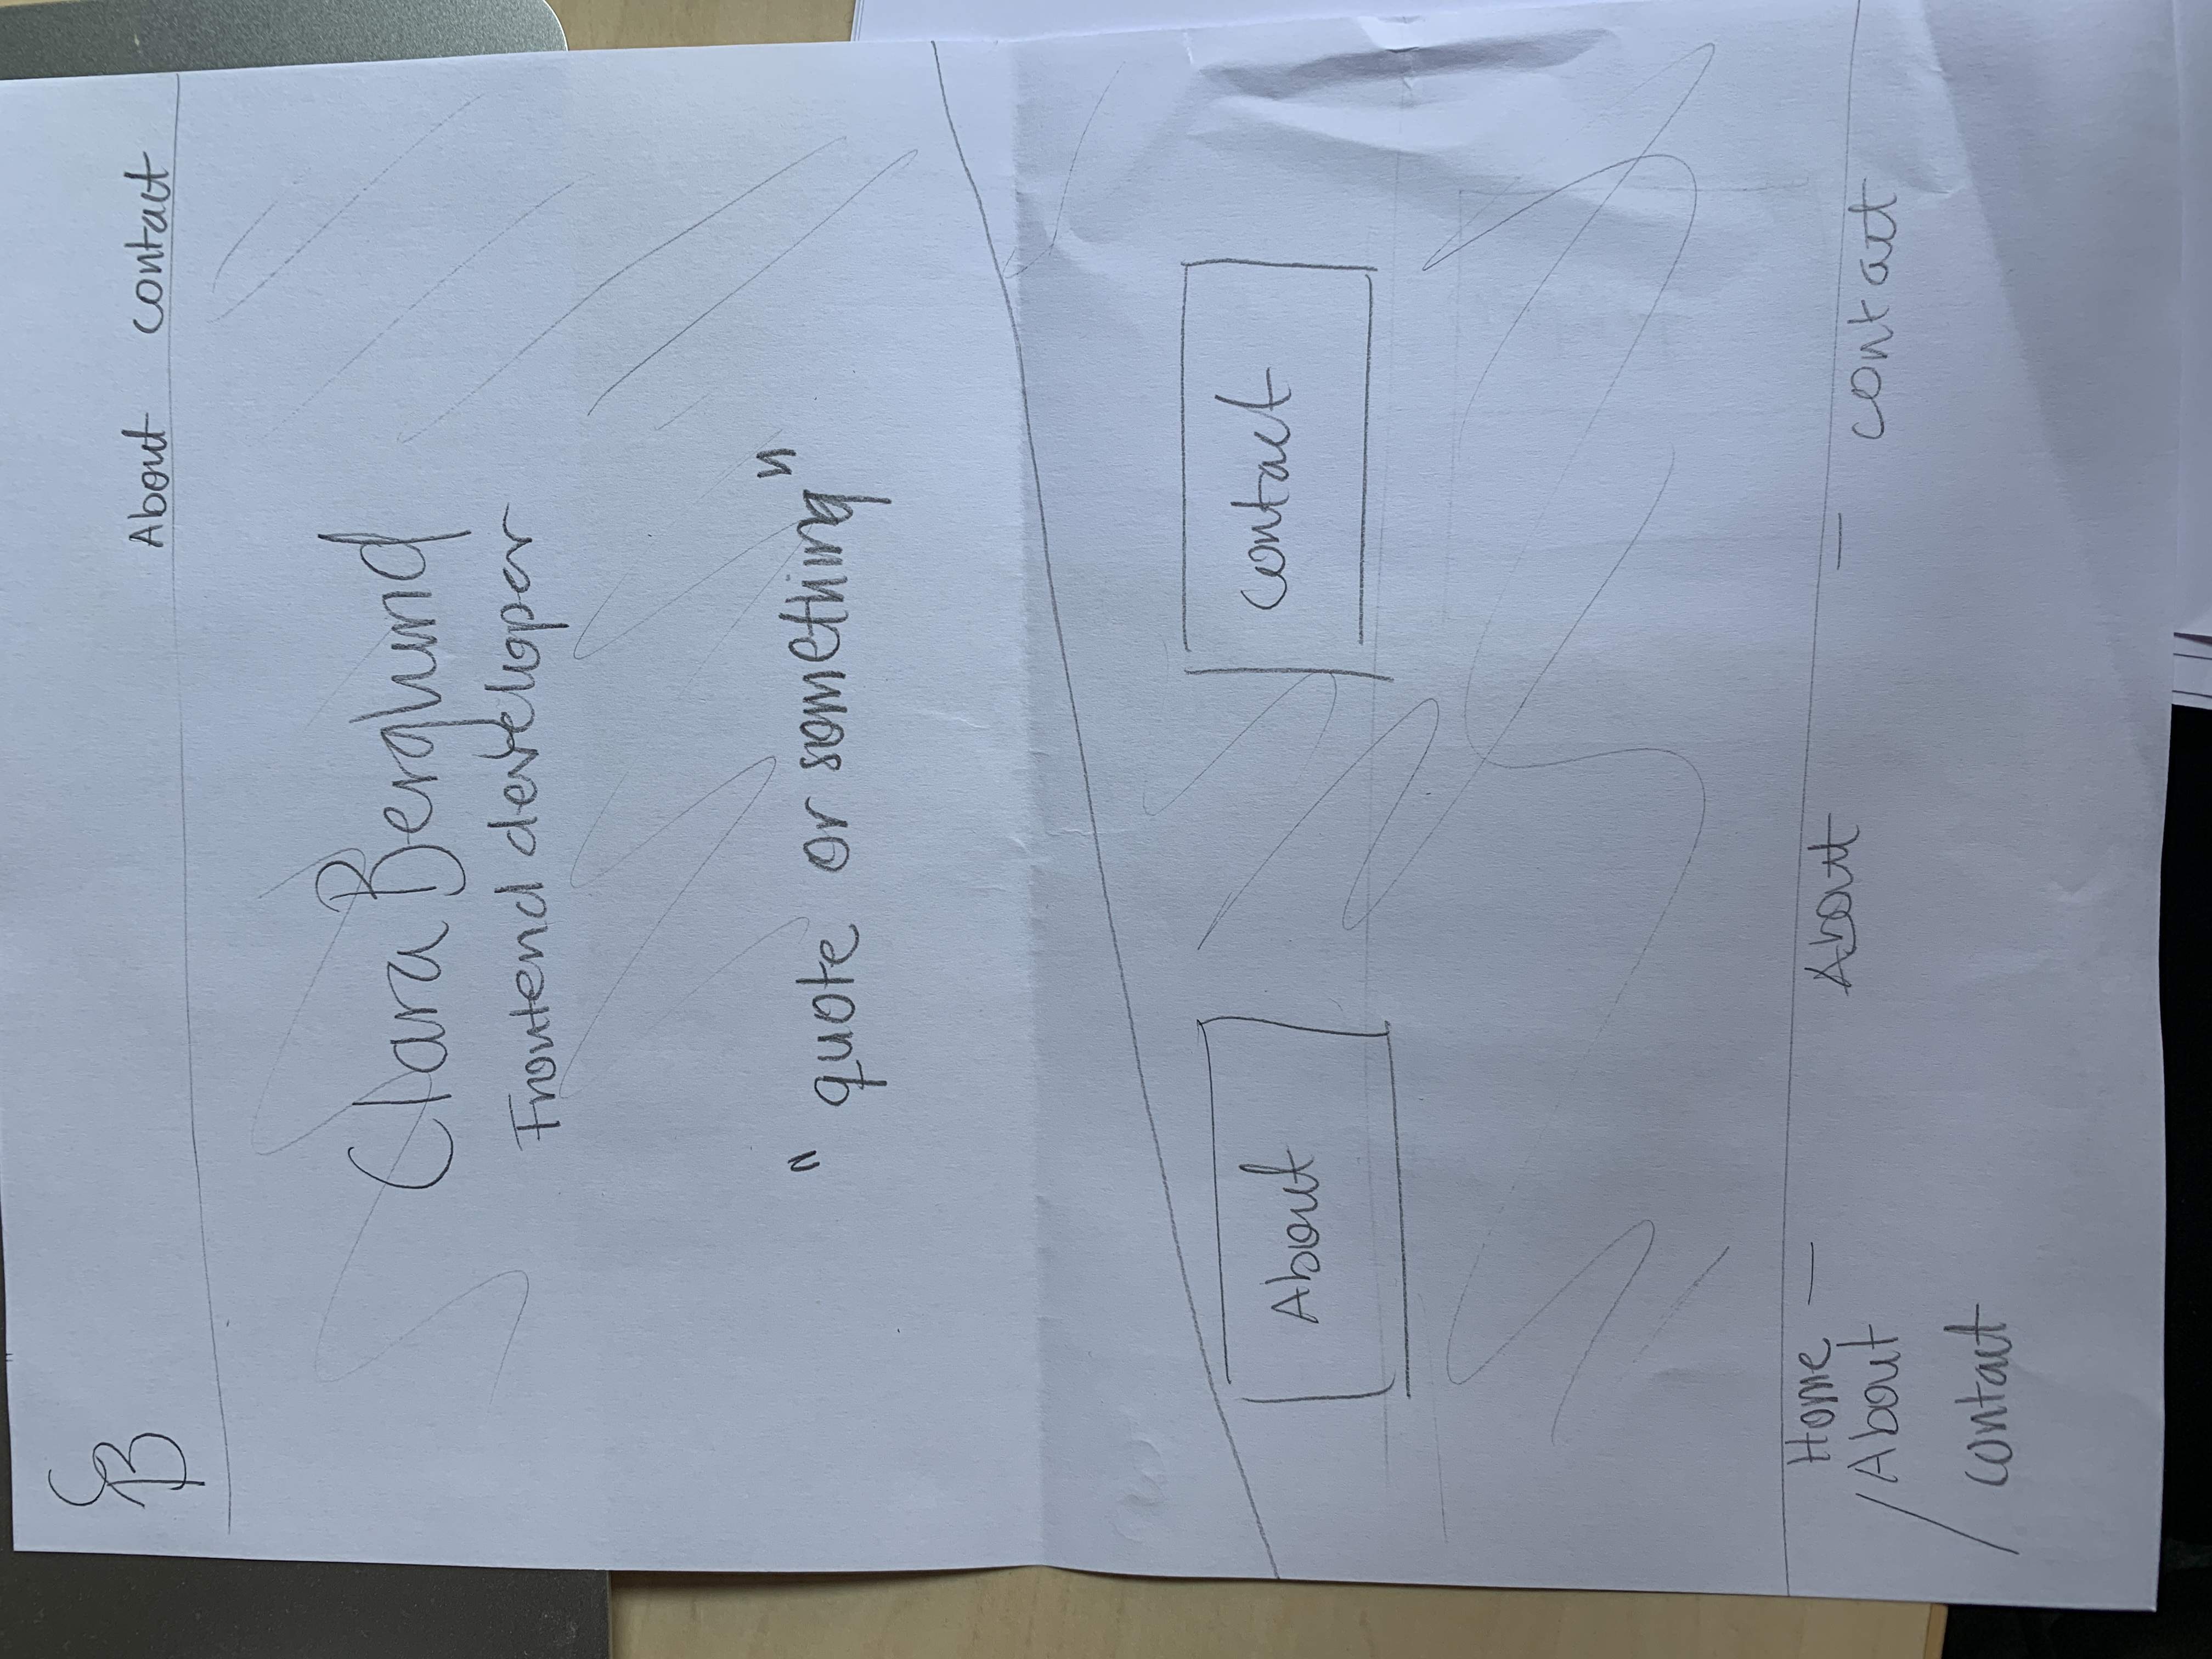 CB
About contact
Clara Berglund
Frontend developer
"quote or something"
About contact
Home — About — contact
/ About
contact